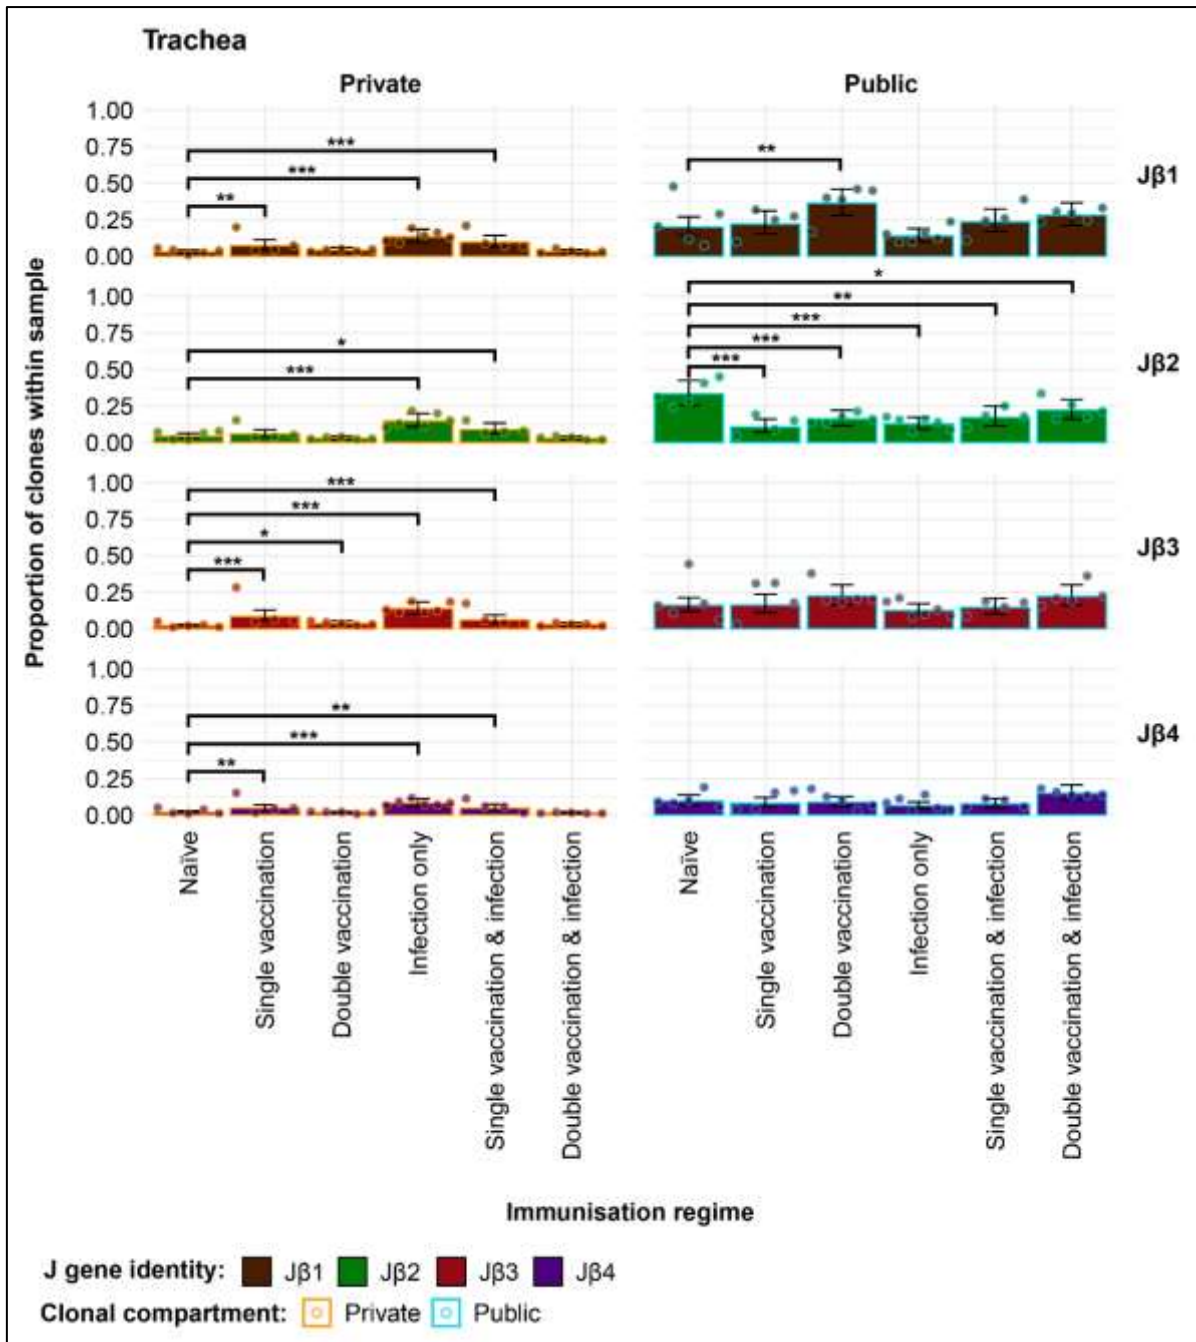 Trachea
Private Public
1.00
0.75
0.50
0.25
0.00
*** *** ** ** Jβ1
1.00
0.75
0.50
0.25
0.00
* *** * ** *** *** *** Jβ2
1.00
0.75
0.50
0.25
0.00
*** *** * *** Jβ3
1.00
0.75
0.50
0.25
0.00
** *** ** Jβ4
Proportion of clones within sample
Naïve
Single vaccination
Double vaccination
Infection only
Single vaccination & infection
Double vaccination & infection
Naïve
Single vaccination
Double vaccination
Infection only
Single vaccination & infection
Double vaccination & infection
Immunisation regime
J gene identity: Jβ1 Jβ2 Jβ3 Jβ4
Clonal compartment: Private Public